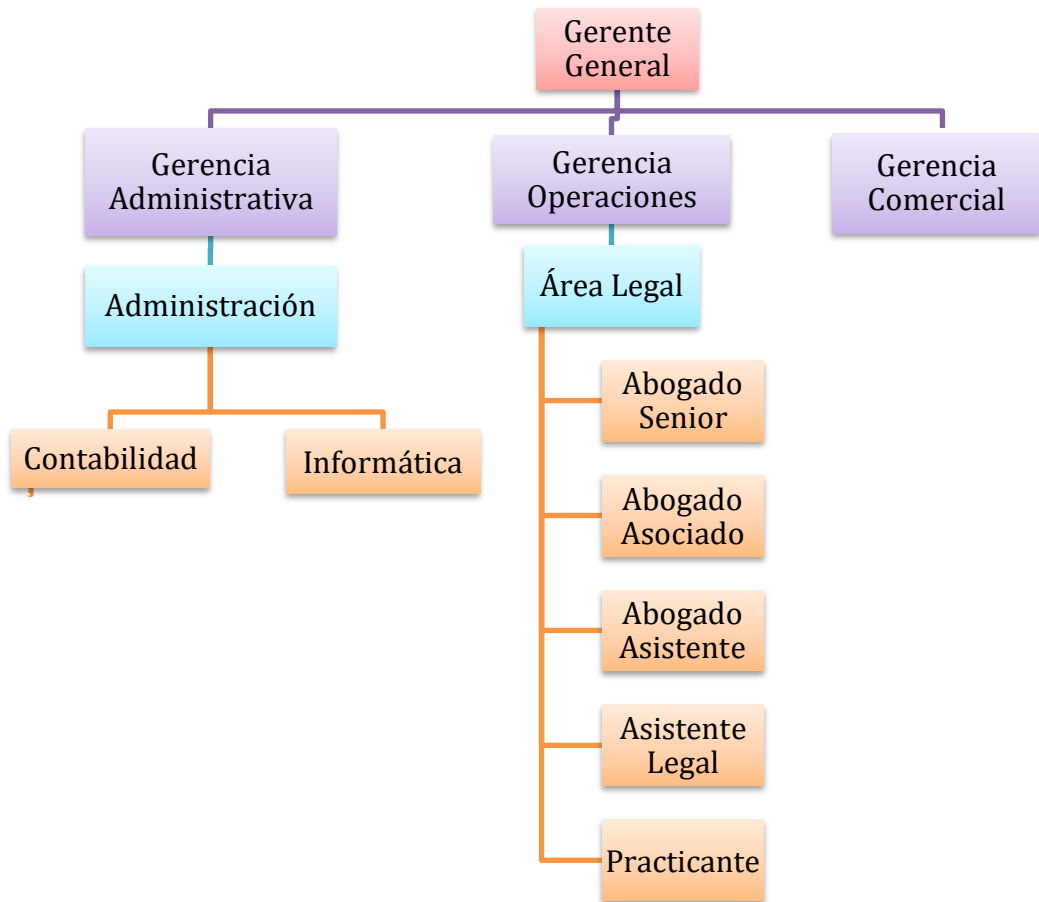 Gerente
General
Gerencia
Administrativa
Gerencia
Operaciones
Gerencia
Comercial
Administración
Área Legal
Contabilidad
Informática
Abogado
Senior
Abogado
Asociado
Abogado
Asistente
Asistente
Legal
Practicante